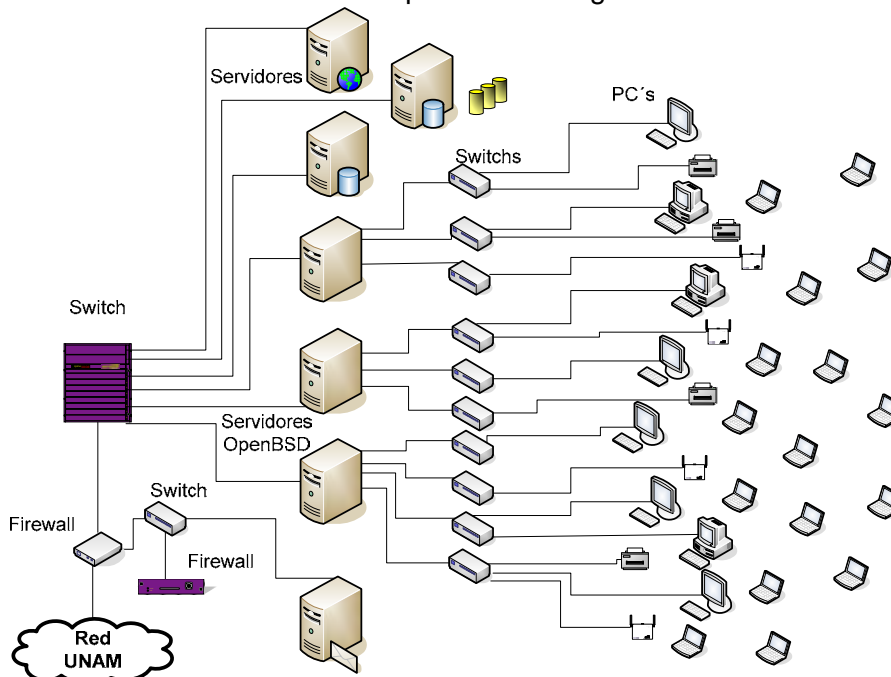 Servidores
PC´s
Switchs
Switch
Servidores
OpenBSD
Switch
Firewall
Firewall
Red
UNAM